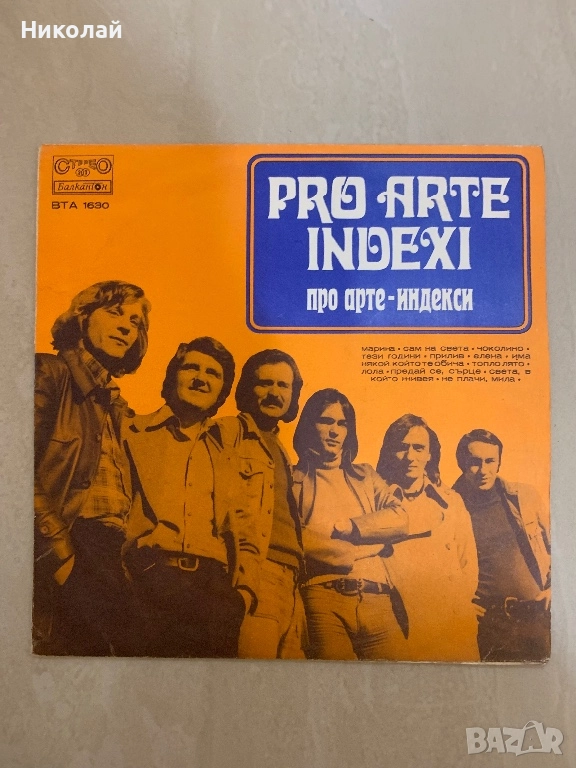 Николай
СТЕРЕО
Балкантон
ВТА 1630
PRO ARTE
INDEXI
про арте-индекси
марина • сам на света • чоколино •
тези години • прилив • елена • има
някой който те обича • топло лято •
лола • предай се, сърце • света, в
който живея • не плачи, мила •
BAZAR